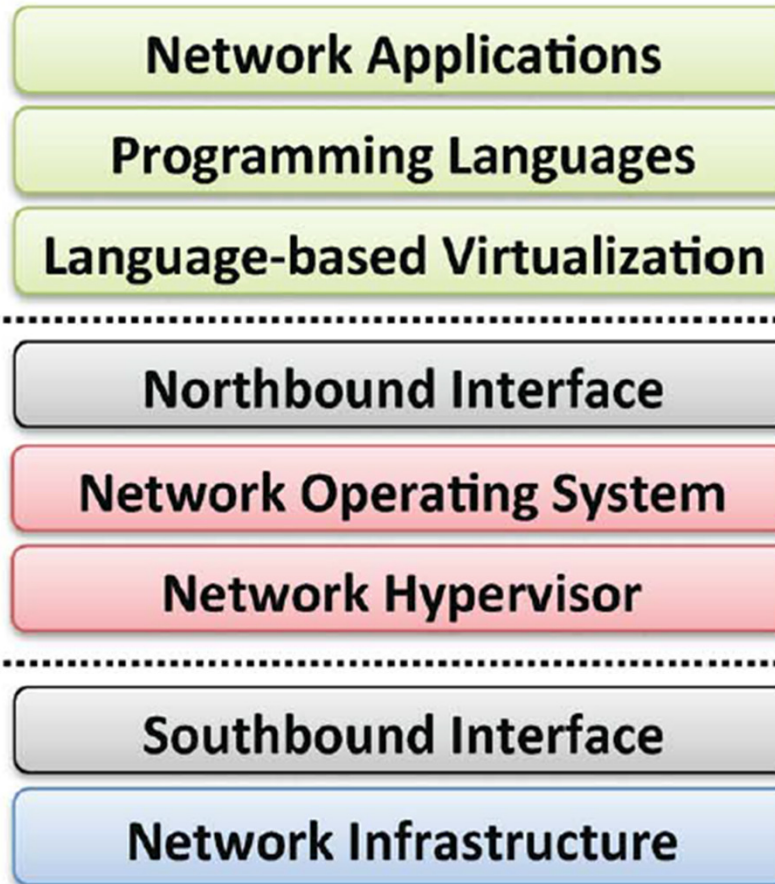 Network Applications
Programming Languages
Language-based Virtualization
Northbound Interface
Network Operating System
Network Hypervisor
Southbound Interface
Network Infrastructure